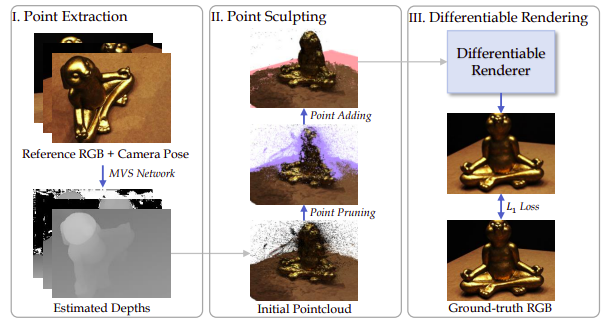 I. Point Extraction
Reference RGB + Camera Pose
MVS Network
Estimated Depths
II. Point Sculpting
Point Adding
Point Pruning
Initial Pointcloud
III. Differentiable Rendering
Differentiable
Renderer
L1 Loss
Ground-truth RGB